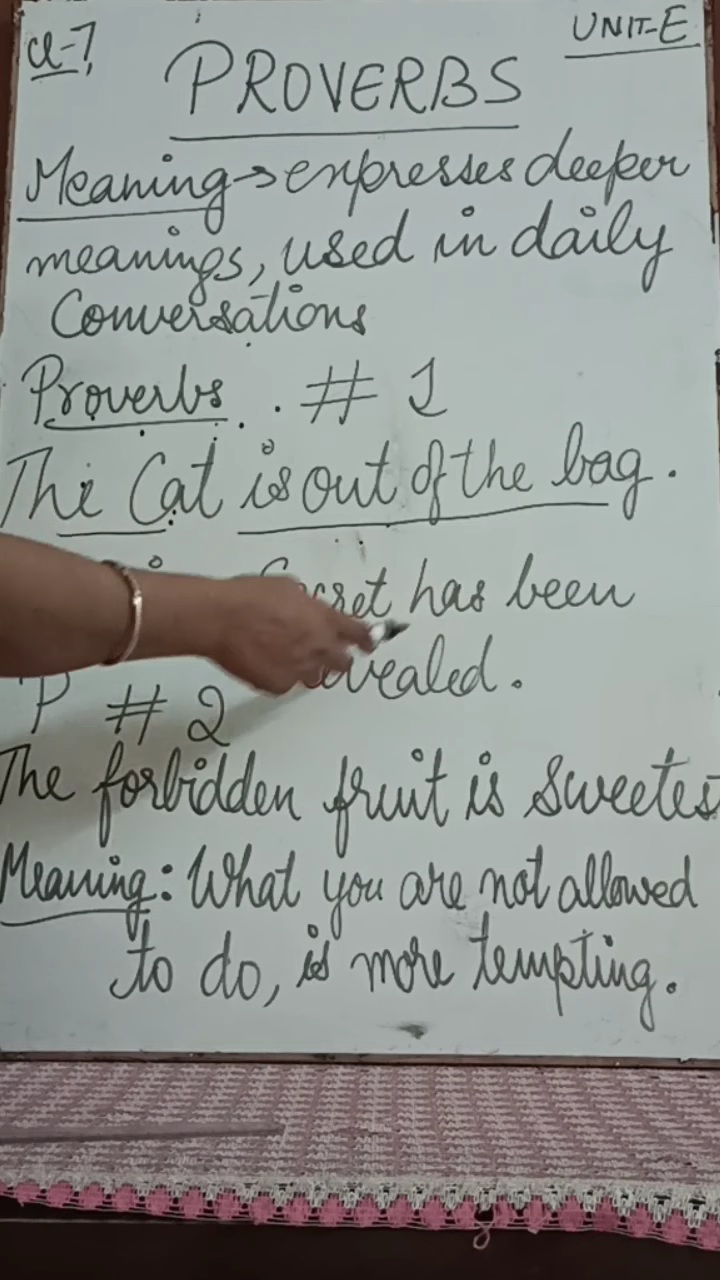 Cl-7
UNIT-E
PROVERBS
Meaning → expresses deeper
meanings, used in daily
Conversations
Proverbs . # 1
The Cat is out of the bag.
has been
P # 2
The forbidden fruit is sweetes
Meaning: What you are not allowed
to do, is more tempting.